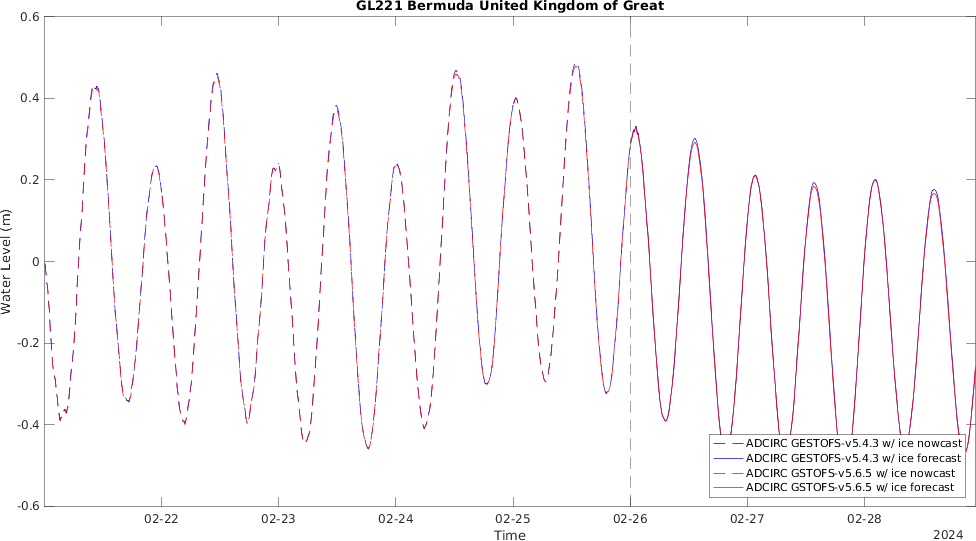 GL221 Bermuda United Kingdom of Great
0.6
0.4
0.2
0
-0.2
-0.4
-0.6
Water Level (m)
02-22
02-23
02-24
02-25
02-26
02-27
02-28
Time
2024
ADCIRC GESTOFS-v5.4.3 w/ ice nowcast
ADCIRC GESTOFS-v5.4.3 w/ ice forecast
ADCIRC GSTOFS-v5.6.5 w/ ice nowcast
ADCIRC GSTOFS-v5.6.5 w/ ice forecast